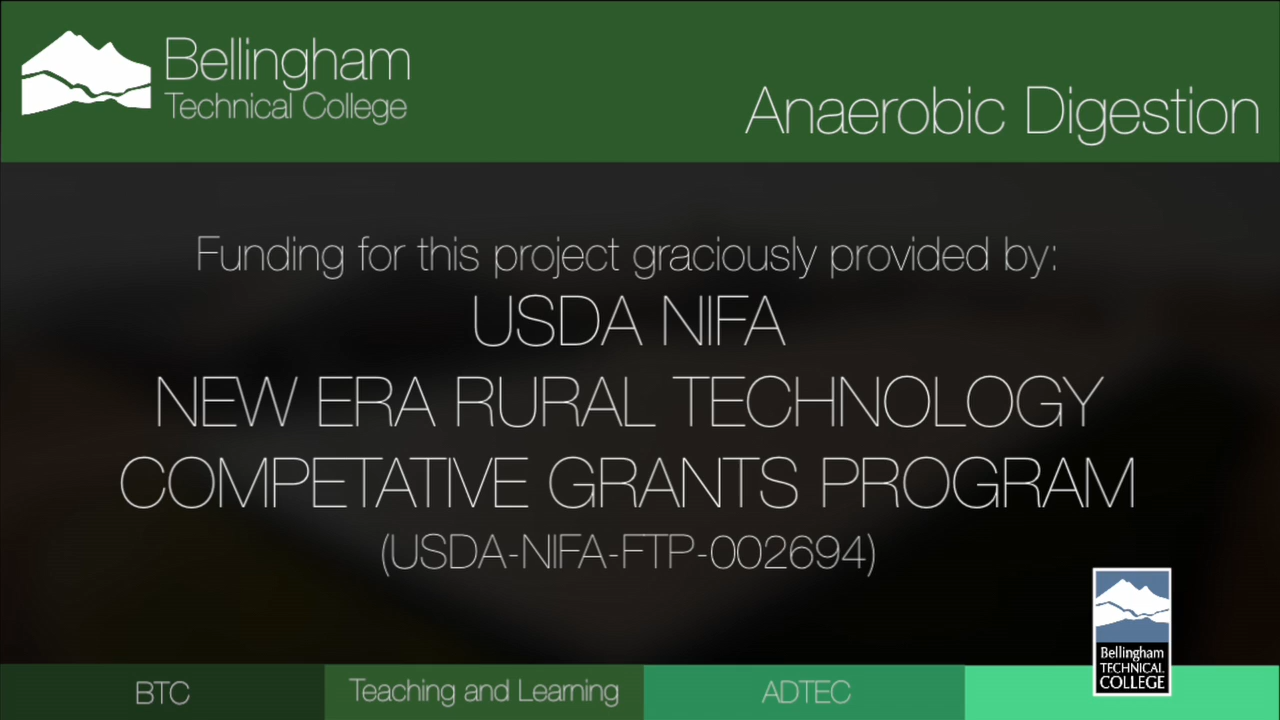 Bellingham
Technical College
Anaerobic Digestion
Funding for this project graciously provided by:
USDA NIFA
NEW ERA RURAL TECHNOLOGY
COMPETATIVE GRANTS PROGRAM
(USDA-NIFA-FTP-002694)
Bellingham
TECHNICAL
COLLEGE
BTC
Teaching and Learning
ADTEC